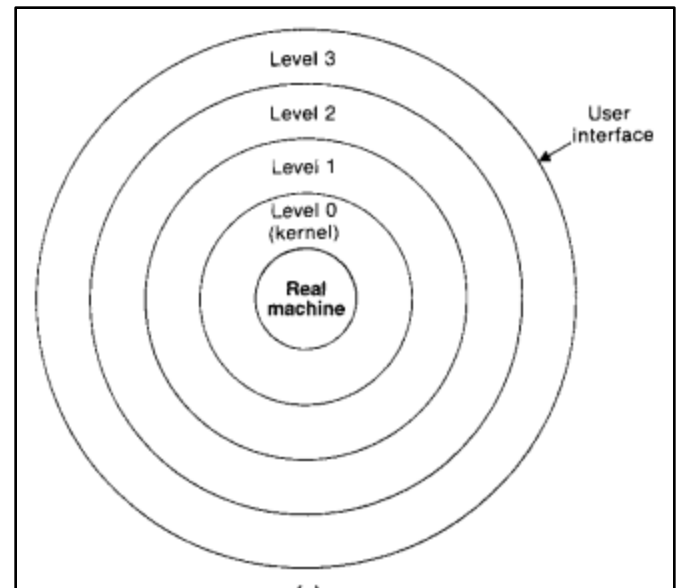 Level 3
Level 2
User
interface
Level 1
Level 0
(kernel)
Real
machine